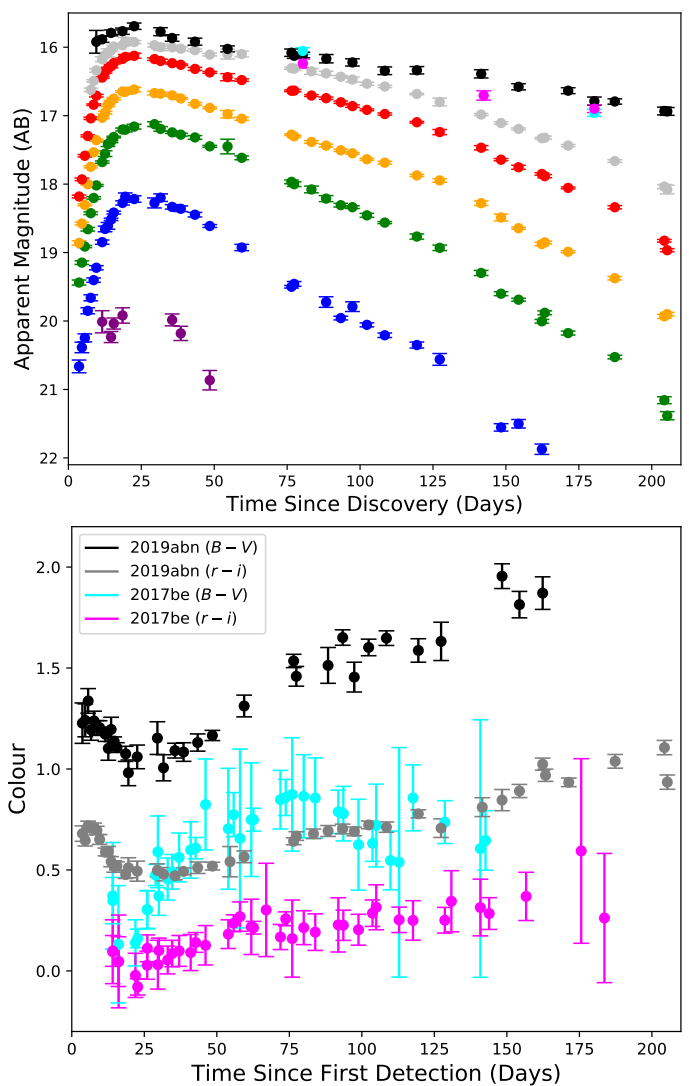 16
17
18
19
20
21
22
Apparent Magnitude (AB)
0 25 50 75 100 125 150 175 200
Time Since Discovery (Days)
2019abn (B − V)
2019abn (r − i)
2017be (B − V)
2017be (r − i)
2.0
1.5
1.0
0.5
0.0
Colour
0 25 50 75 100 125 150 175 200
Time Since First Detection (Days)